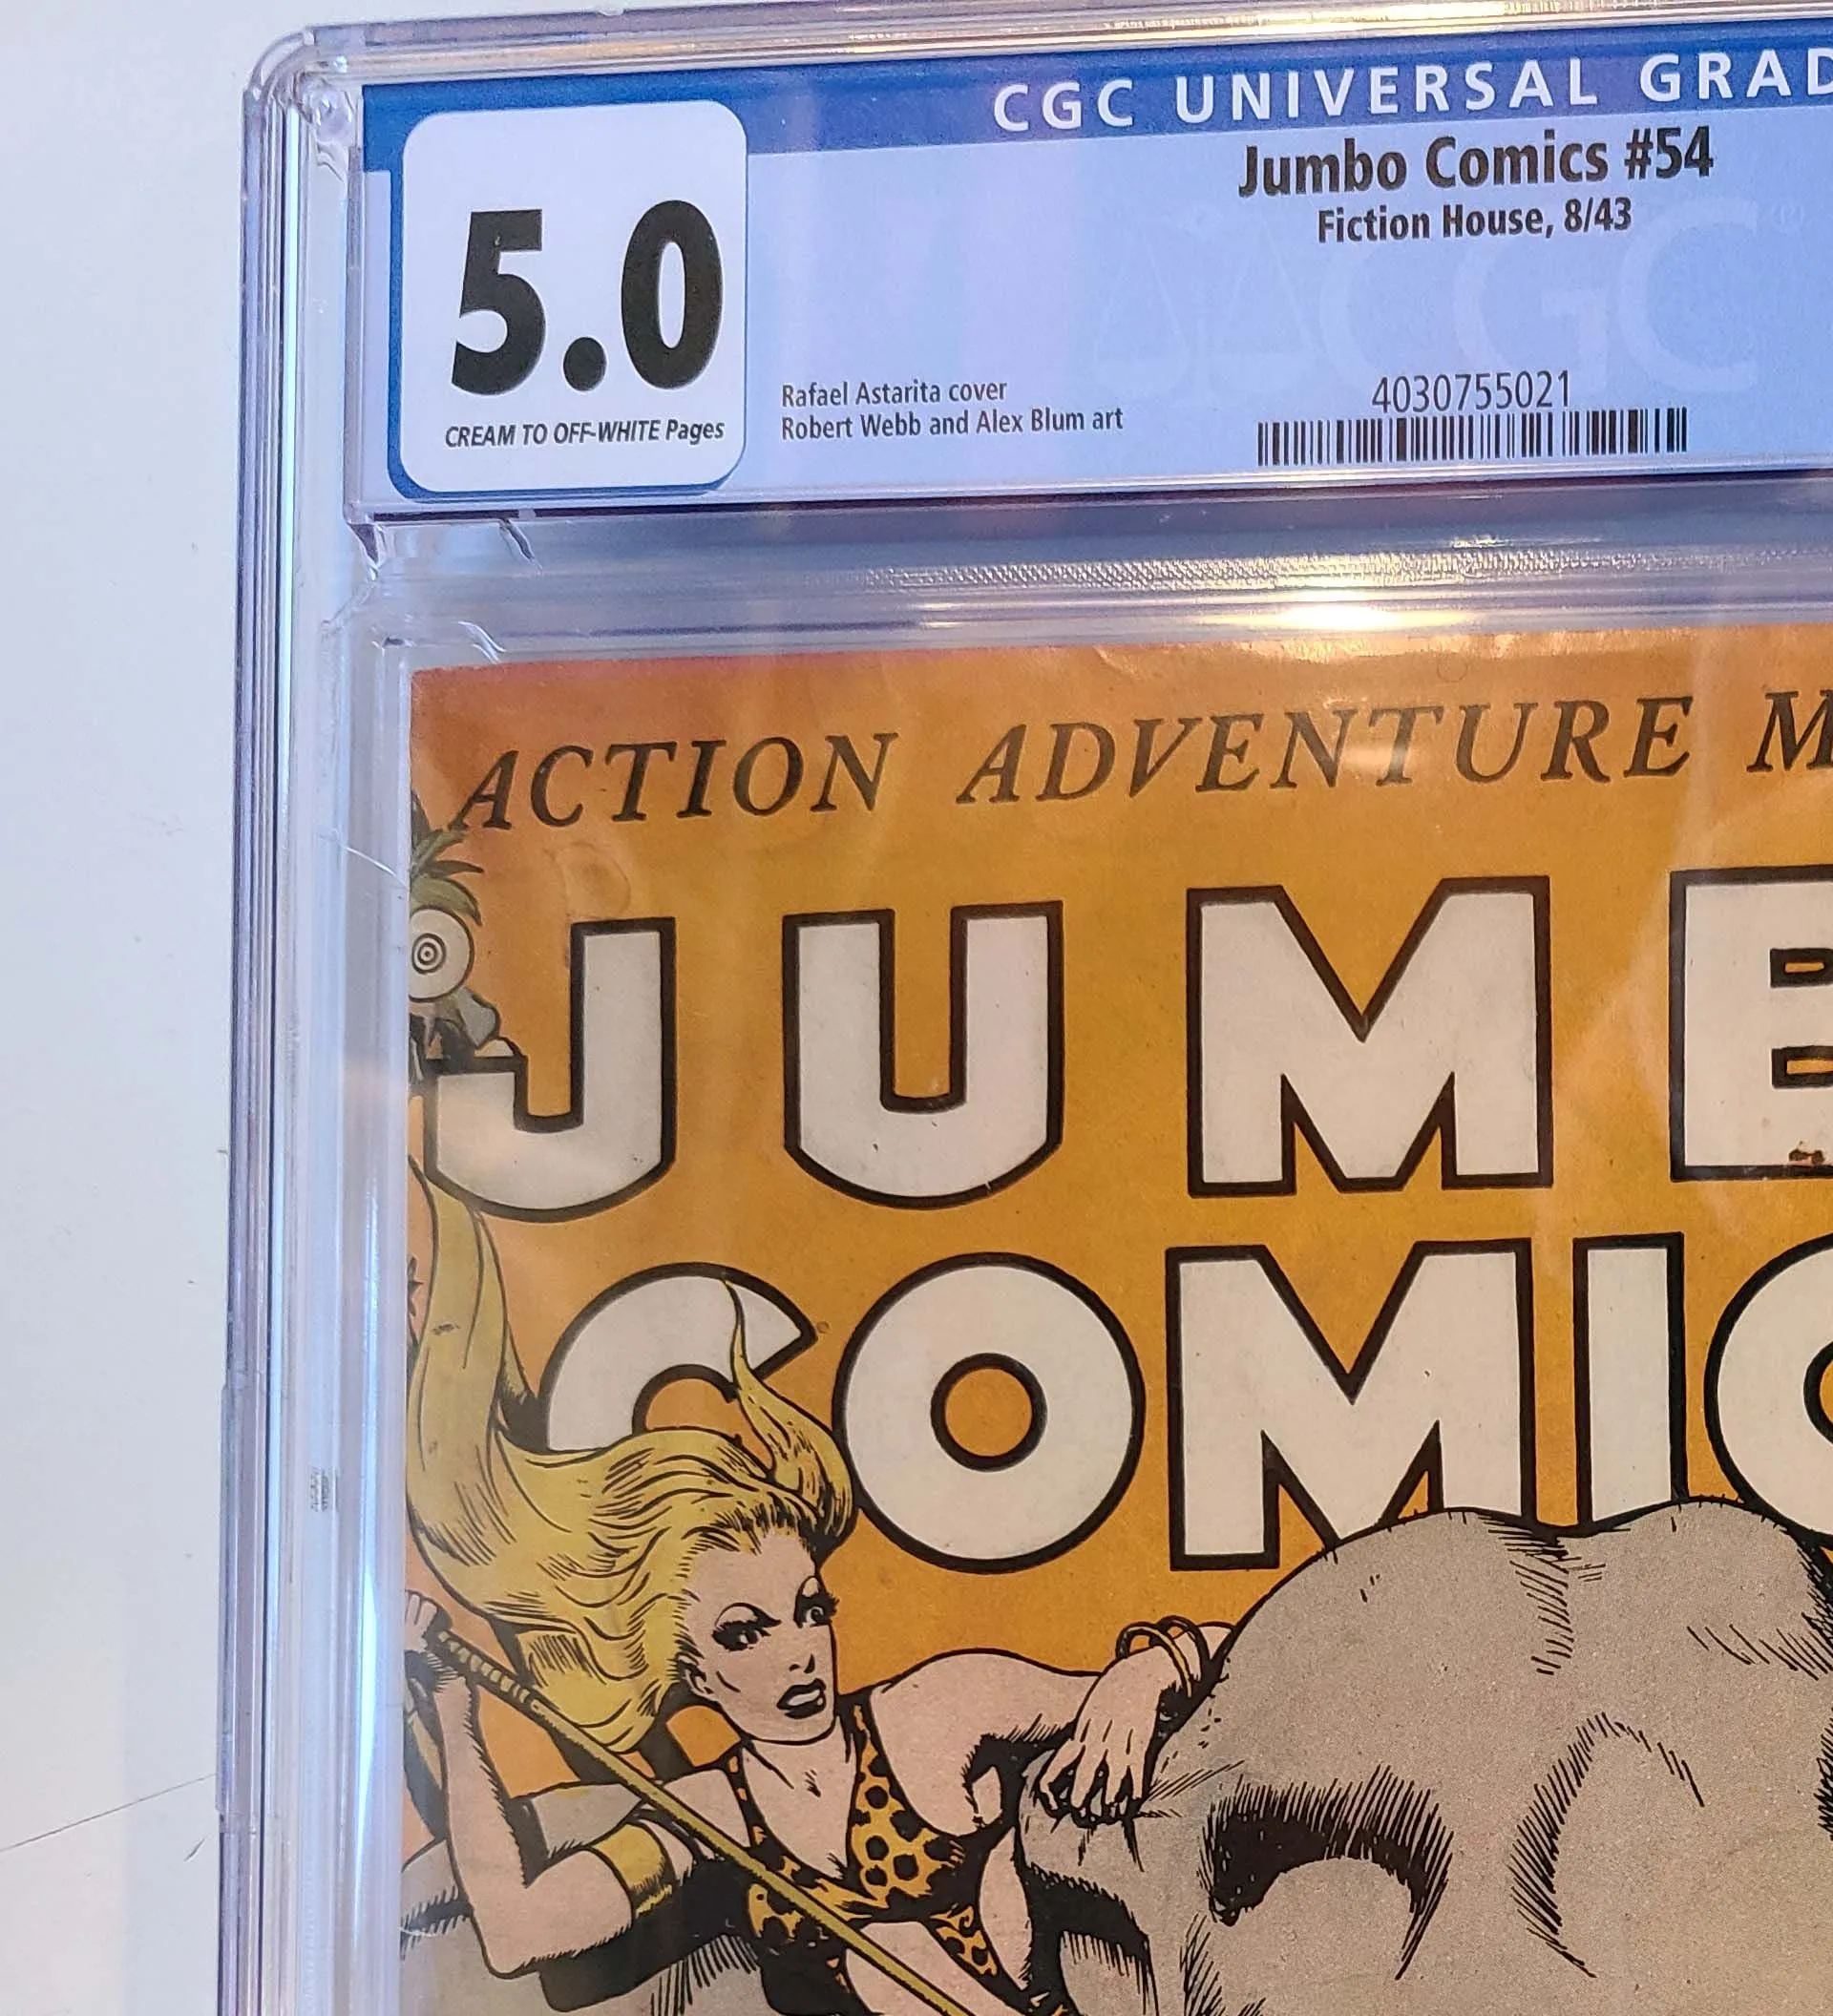 CGC UNIVERSAL GRAD
Jumbo Comics #54
Fiction House, 8/43
5.0
CREAM TO OFF-WHITE Pages
Rafael Astarita cover
Robert Webb and Alex Blum art
4030755021
CGC
ACTION ADVENTURE M
JUMB
COMIC